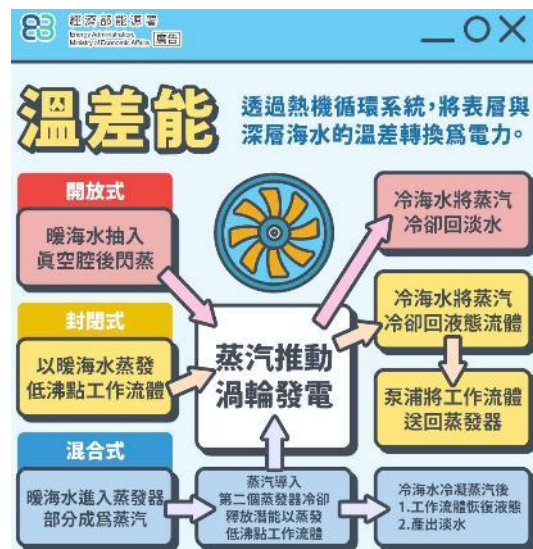 經濟部能源署
Energy Administration,
Ministry of Economic Affairs
廣告
溫差能
透過熱機循環系統，將表層與
深層海水的溫差轉換爲電力。
開放式
暖海水抽入
眞空腔後閃蒸
冷海水將蒸汽
冷卻回淡水
封閉式
以暖海水蒸發
低沸點工作流體
蒸汽推動
渦輪發電
冷海水將蒸汽
冷卻回液態流體
泵浦將工作流體
送回蒸發器
混合式
暖海水進入蒸發器
部分成爲蒸汽
蒸汽導入
第二個蒸發器冷卻
釋放潛能以蒸發
低沸點工作流體
冷海水冷凝蒸汽後
1.工作流體恢復液態
2.產出淡水